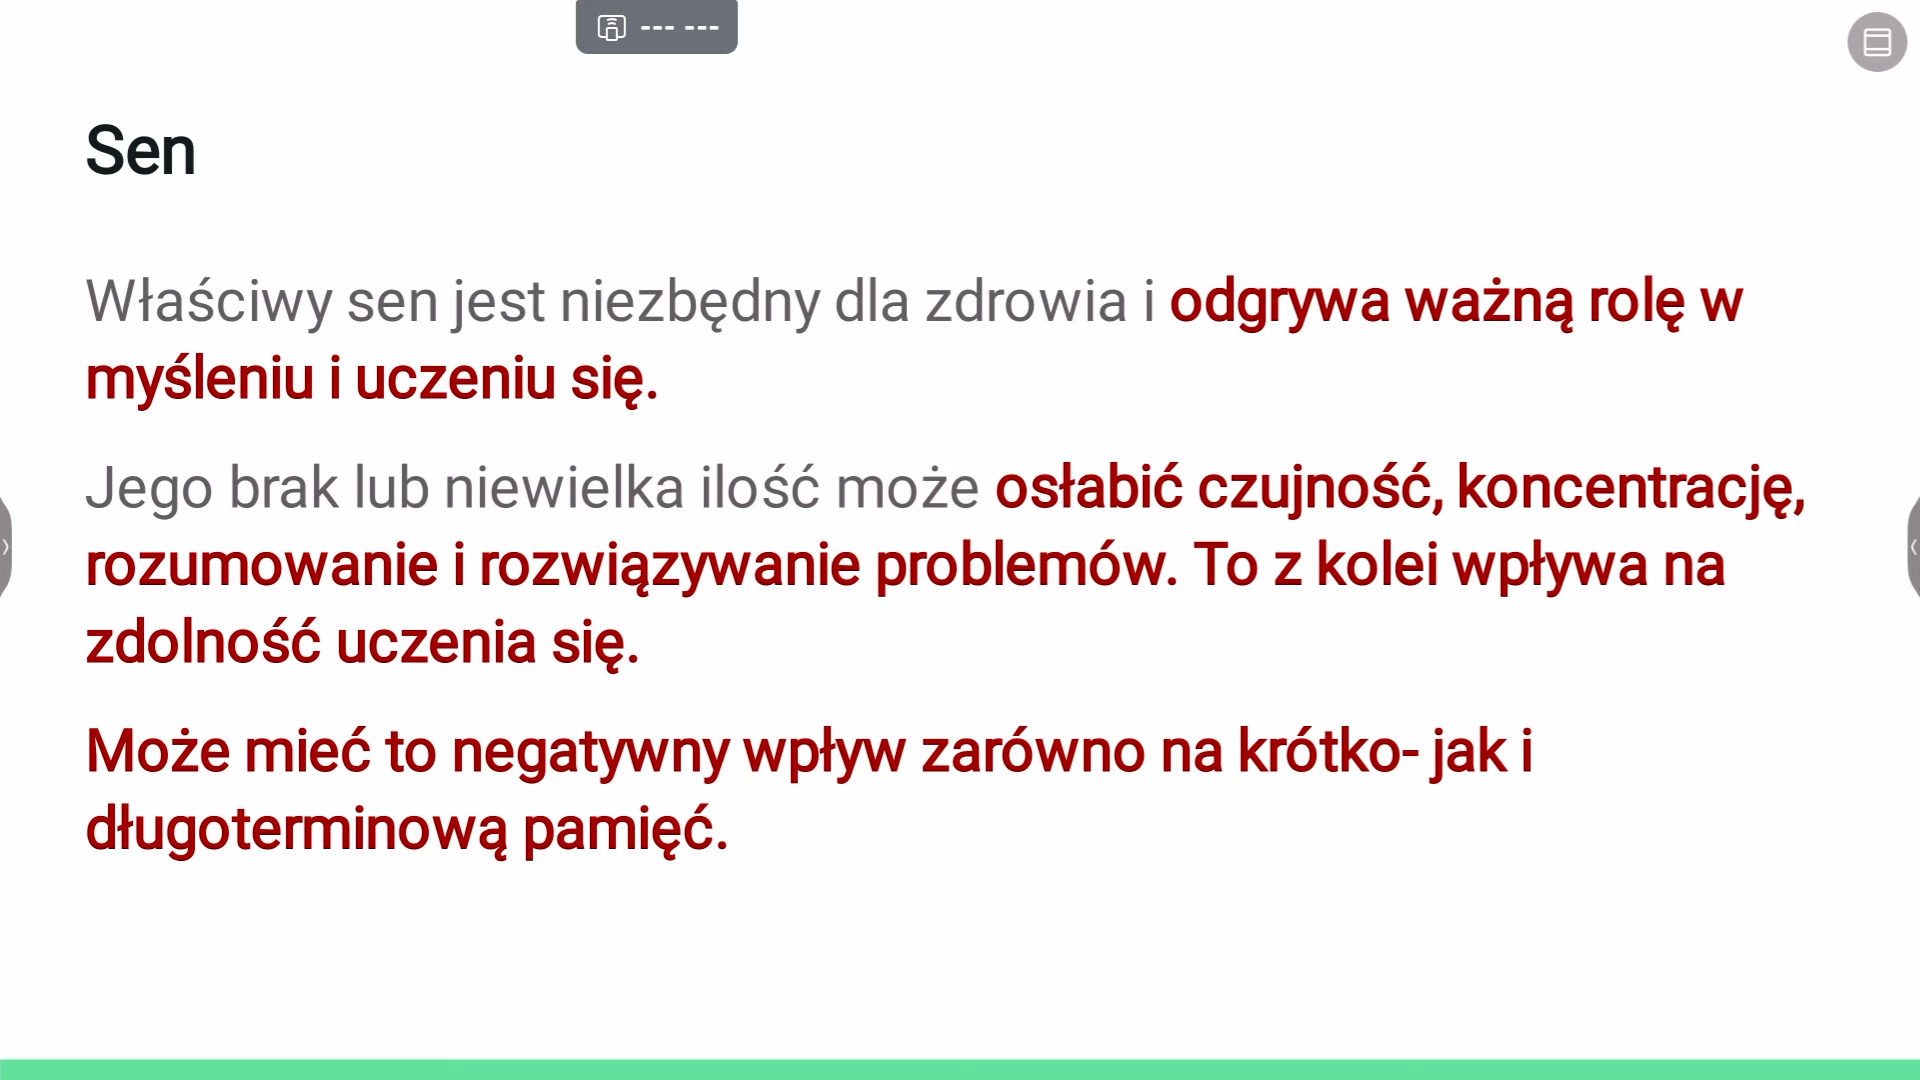 --- ---
Sen
Właściwy sen jest niezbędny dla zdrowia i odgrywa ważną rolę w
myśleniu i uczeniu się.
Jego brak lub niewielka ilość może osłabić czujność, koncentrację,
rozumowanie i rozwiązywanie problemów. To z kolei wpływa na
zdolność uczenia się.
Może mieć to negatywny wpływ zarówno na krótko- jak i
długoterminową pamięć.